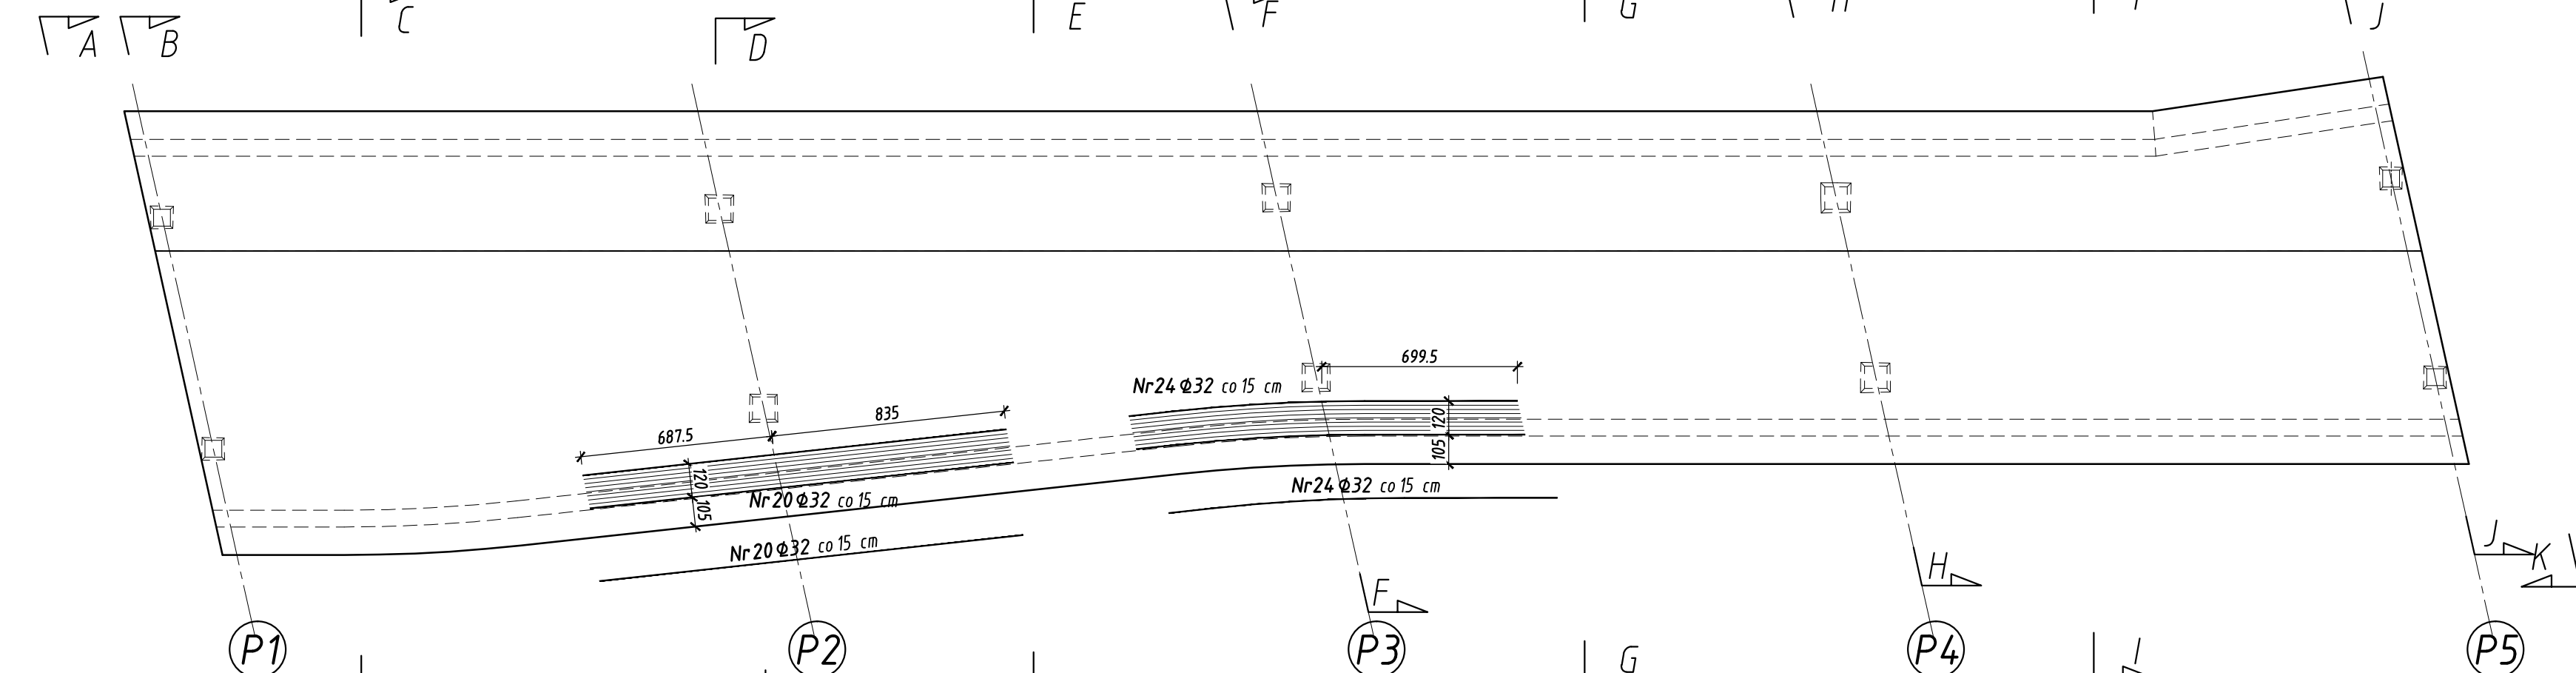 A
B
C
D
E
F
G
H
J
699.5
Nr24 ϕ32 co 15 cm
835
687.5
120
105
120
105
Nr20 ϕ32 co 15 cm
Nr24 ϕ32 co 15 cm
Nr20 ϕ32 co 15 cm
J
K
H
F
P1
P2
P3
P4
P5
G
I